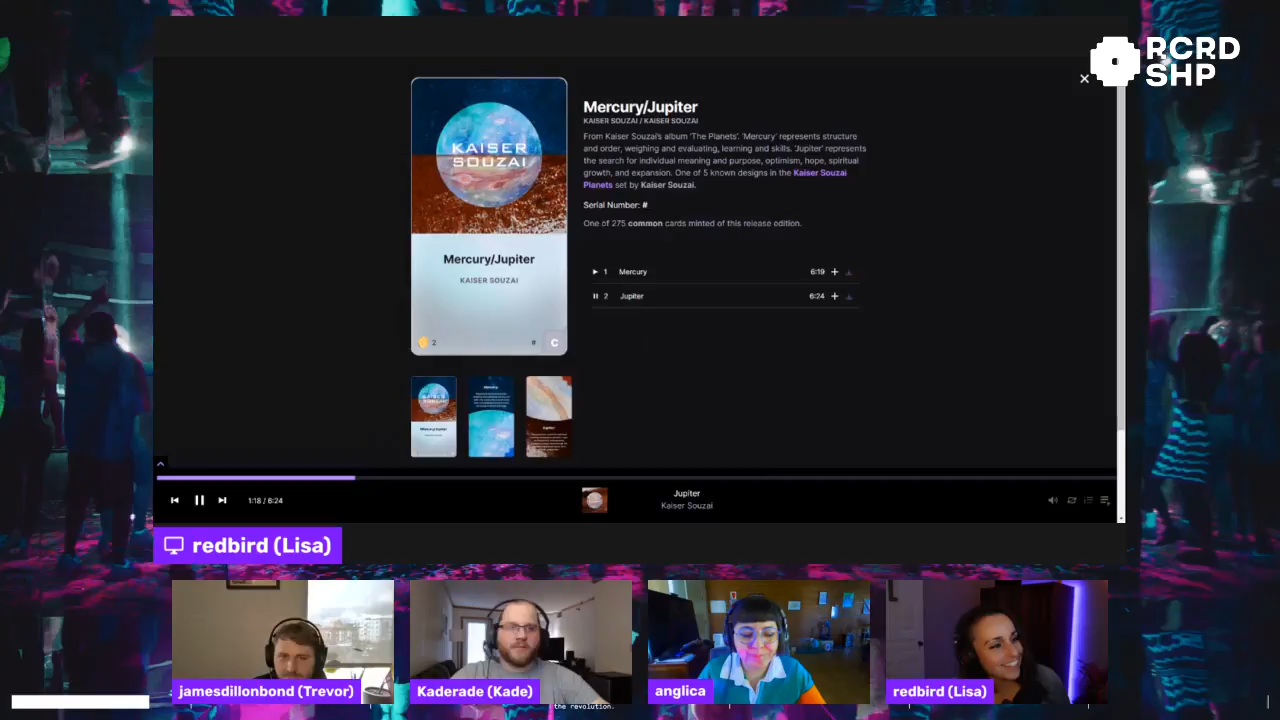 RCRD
SHP
KAISER
SOUZAI
Mercury/Jupiter
KAISER SOUZAI
2
#
C
Mercury/Jupiter
KAISER SOUZAI / KAISER SOUZAI
From Kaiser Souzai's album 'The Planets'. 'Mercury' represents structure
and order, weighing and evaluating, learning and skills. 'Jupiter' represents
the search for individual meaning and purpose, optimism, hope, spiritual
growth, and expansion. One of 5 known designs in the Kaiser Souzai
Planets set by Kaiser Souzai.
Serial Number: #
One of 275 common cards minted of this release edition.
1 Mercury 6:19
2 Jupiter 6:24
Mercury
Jupiter
1:18 / 6:24
Jupiter
Kaiser Souzai
redbird (Lisa)
jamesdillonbond (Trevor)
Kaderade (Kade)
anglica
redbird (Lisa)
the revolution.